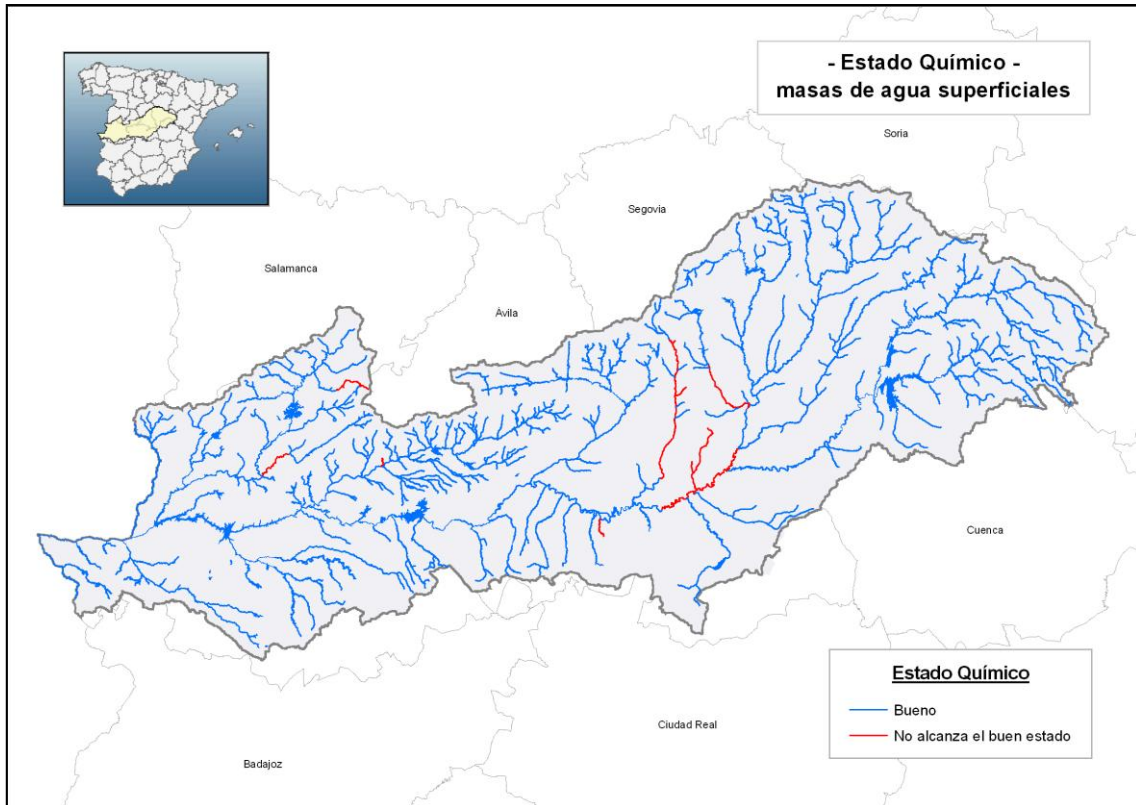 - Estado Químico -
masas de agua superficiales
Soria
Segovia
Salamanca
Ávila
Cuenca
Estado Químico
Bueno
No alcanza el buen estado
Ciudad Real
Badajoz